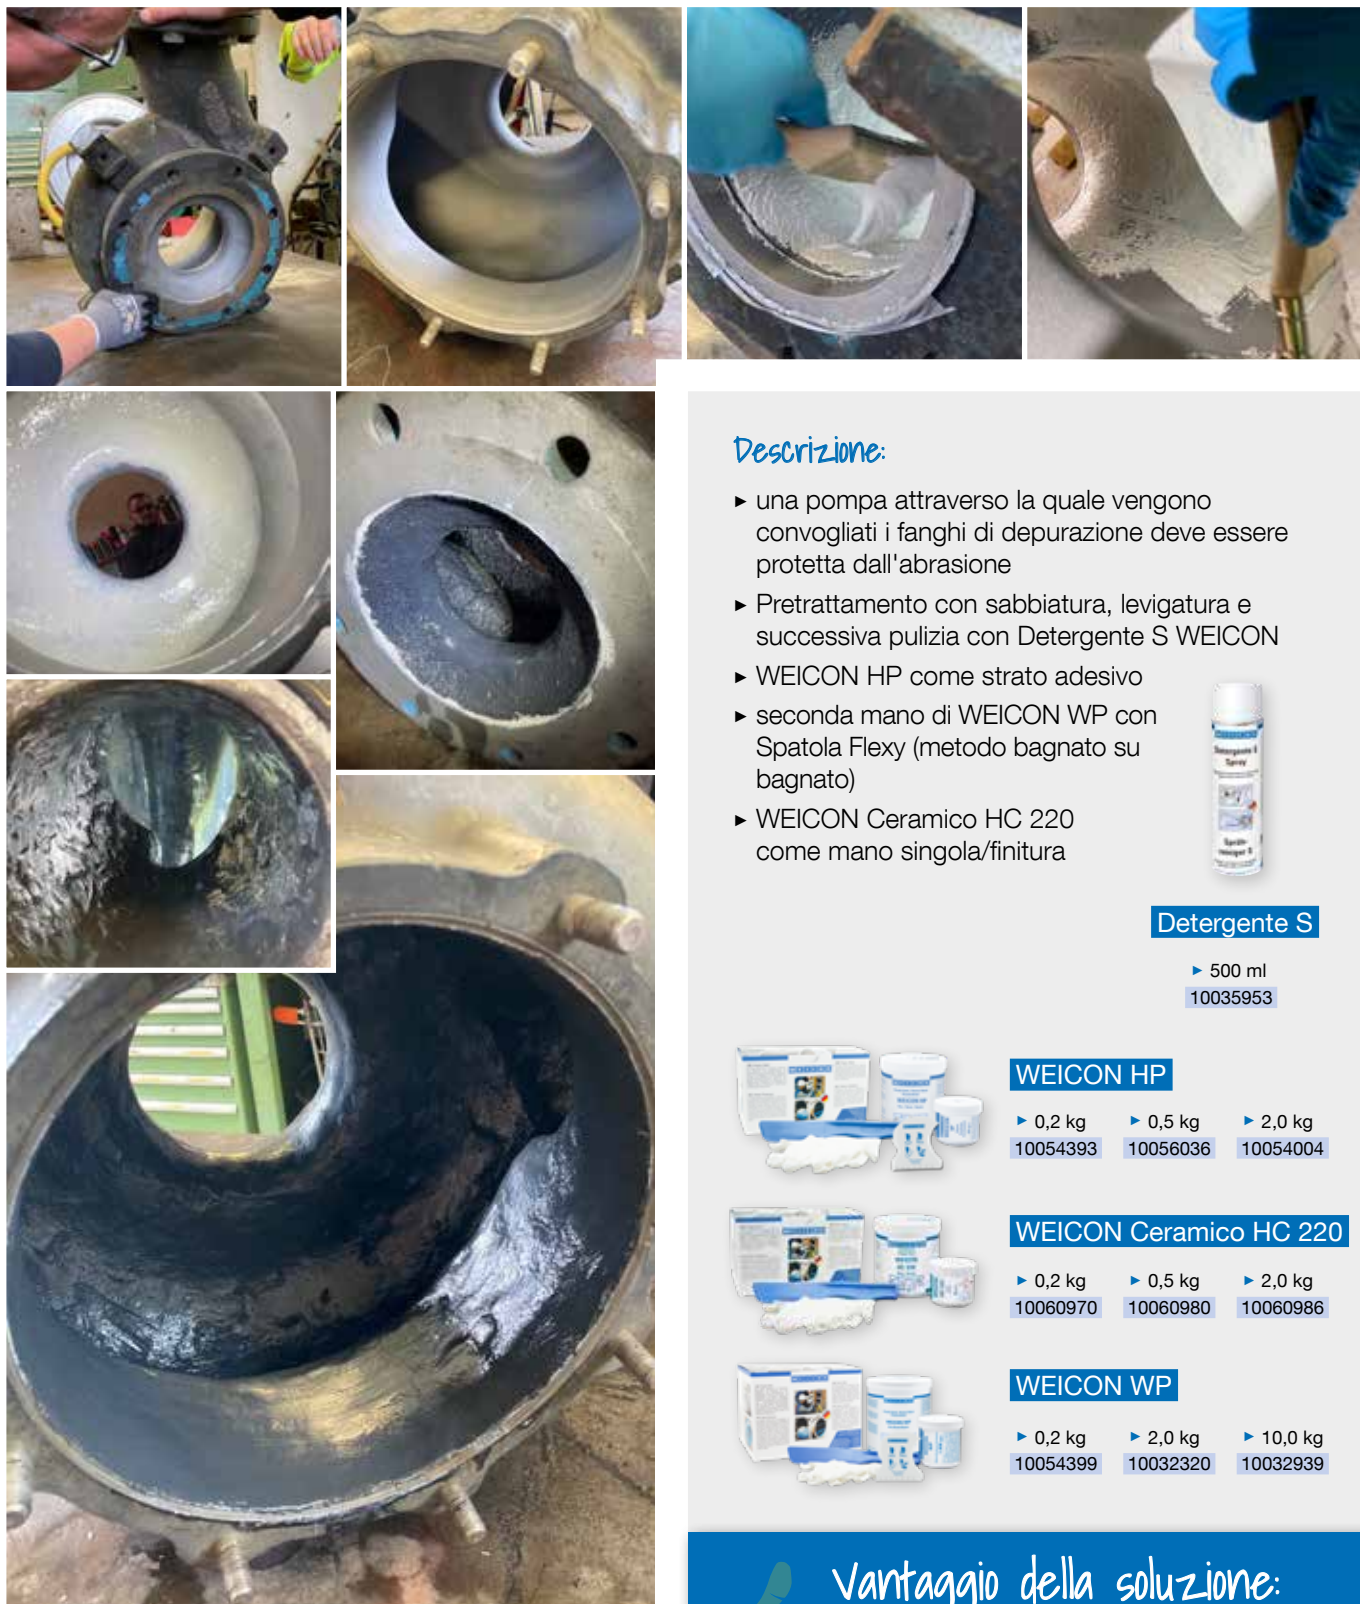 Descrizione:
► una pompa attraverso la quale vengono
convogliati i fanghi di depurazione deve essere
protetta dall'abrasione
► Pretrattamento con sabbiatura, levigatura e
successiva pulizia con Detergente S WEICON
► WEICON HP come strato adesivo
► seconda mano di WEICON WP con
Spatola Flexy (metodo bagnato su
bagnato)
► WEICON Ceramico HC 220
come mano singola/finitura
Detergente S
Spray
Detergente S
► 500 ml
10035953
WEICON HP
► 0,2 kg ► 0,5 kg ► 2,0 kg
10054393 10056036 10054004
WEICON Ceramico HC 220
► 0,2 kg ► 0,5 kg ► 2,0 kg
10060970 10060980 10060986
WEICON WP
► 0,2 kg ► 2,0 kg ► 10,0 kg
10054399 10032320 10032939
Vantaggio della soluzione: